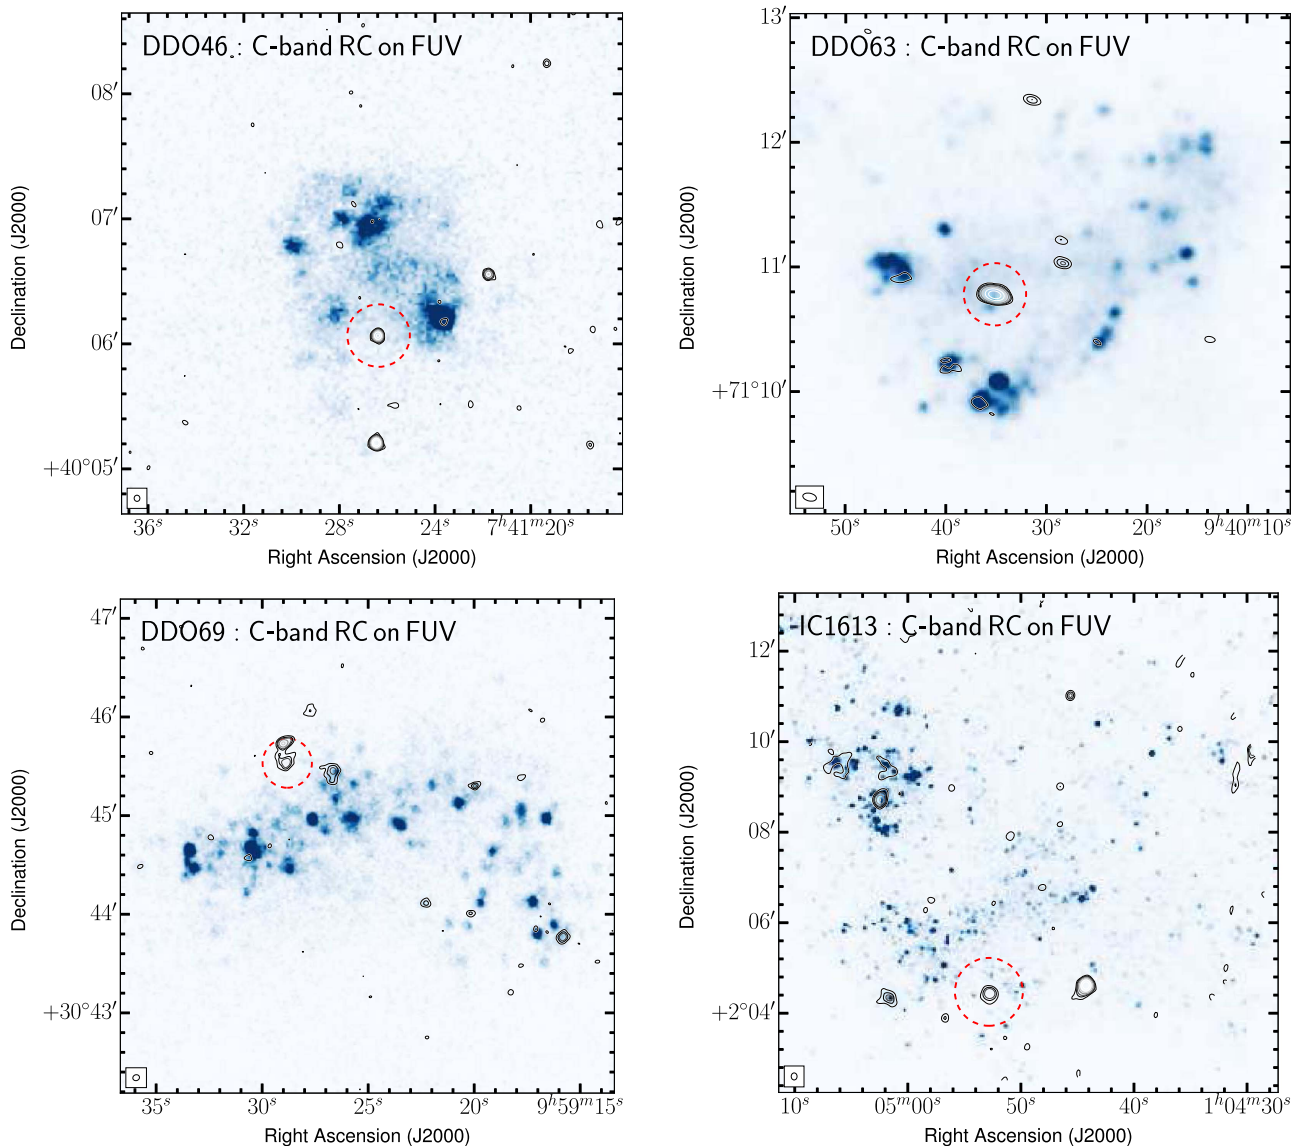 DDO46 : C-band RC on FUV
08′
07′
06′
+40°05′
36ˢ 32ˢ 28ˢ 24ˢ 7ʰ41ᵐ20ˢ
Declination (J2000)
Right Ascension (J2000)
DDO63 : C-band RC on FUV
13′
12′
11′
+71°10′
50ˢ 40ˢ 30ˢ 20ˢ 9ʰ40ᵐ10ˢ
Declination (J2000)
Right Ascension (J2000)
DDO69 : C-band RC on FUV
47′
46′
45′
44′
+30°43′
35ˢ 30ˢ 25ˢ 20ˢ 9ʰ59ᵐ15ˢ
Declination (J2000)
Right Ascension (J2000)
IC1613 : C-band RC on FUV
12′
10′
08′
06′
+2°04′
10ˢ 05ᵐ00ˢ 50ˢ 40ˢ 1ʰ04ᵐ30ˢ
Declination (J2000)
Right Ascension (J2000)